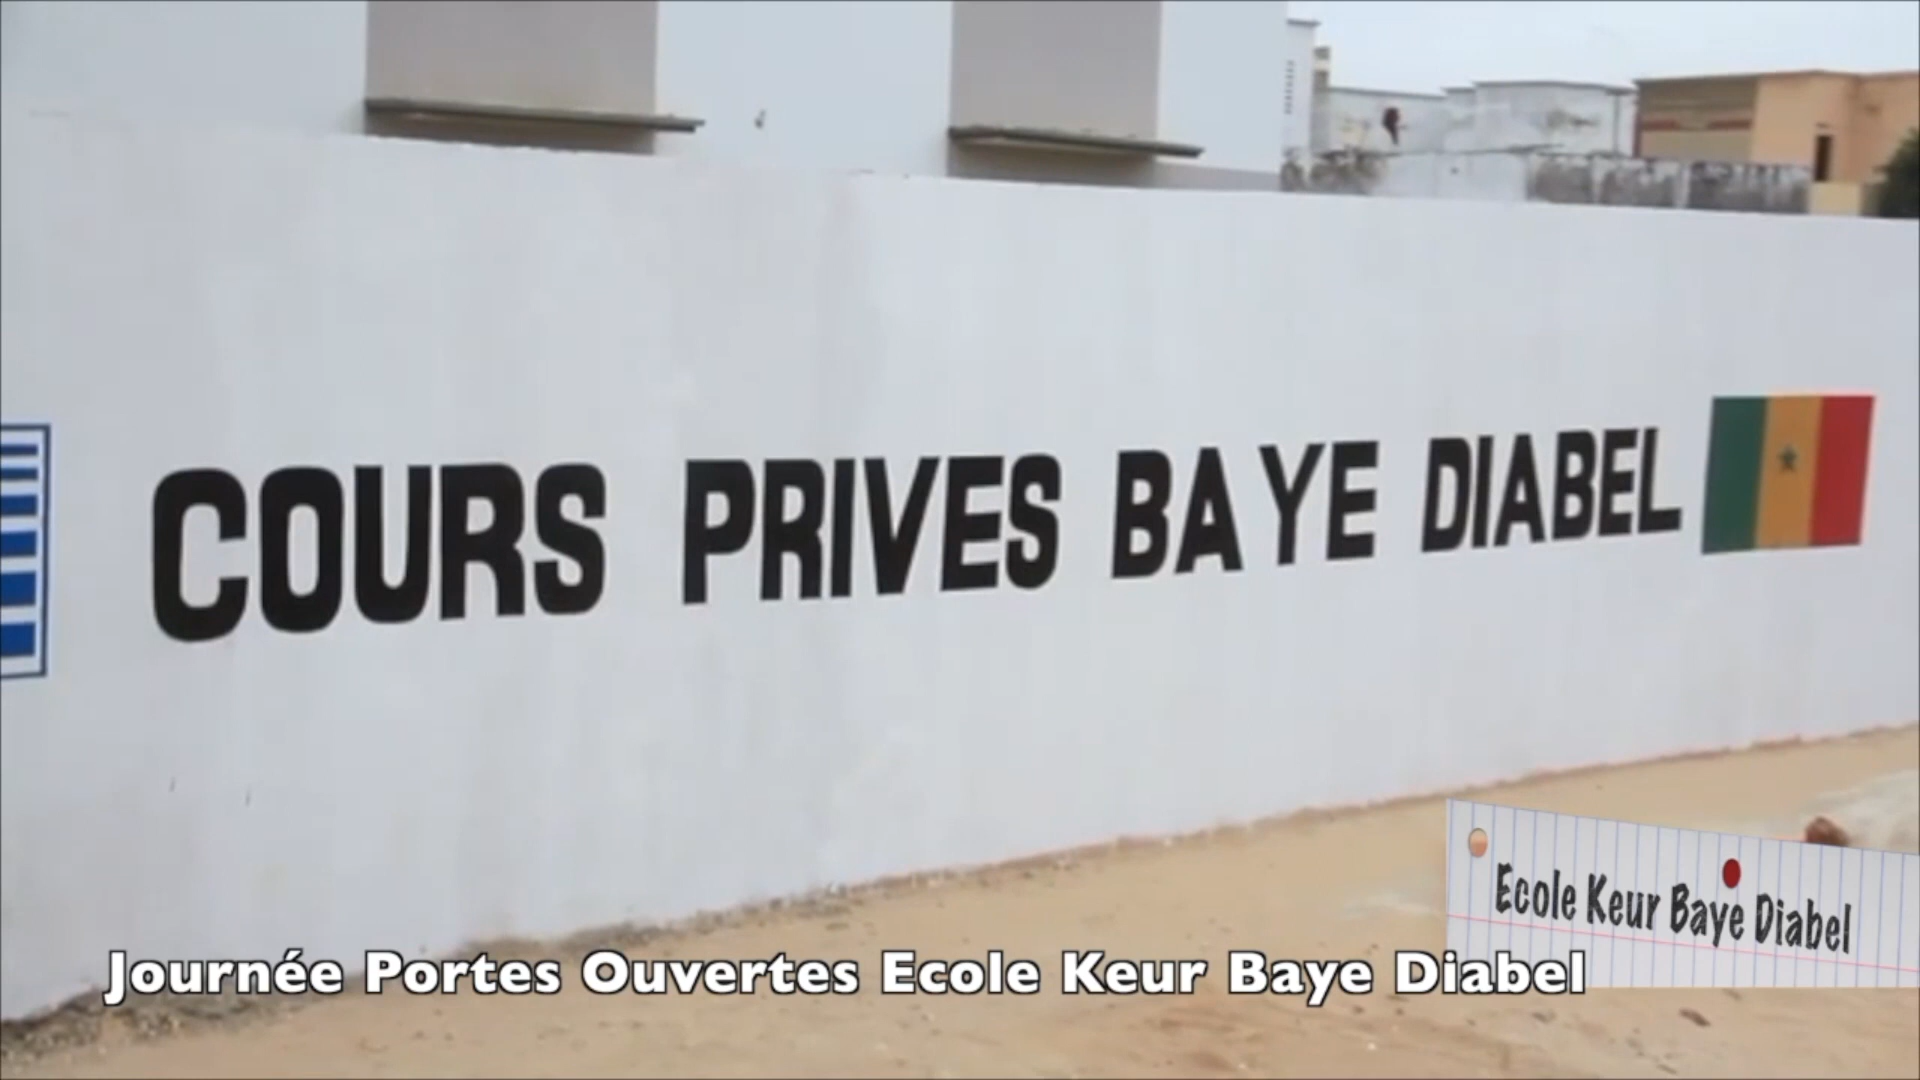 COURS PRIVES BAYE DIABEL
Ecole Keur Baye Diabel
Journée Portes Ouvertes Ecole Keur Baye Diabel